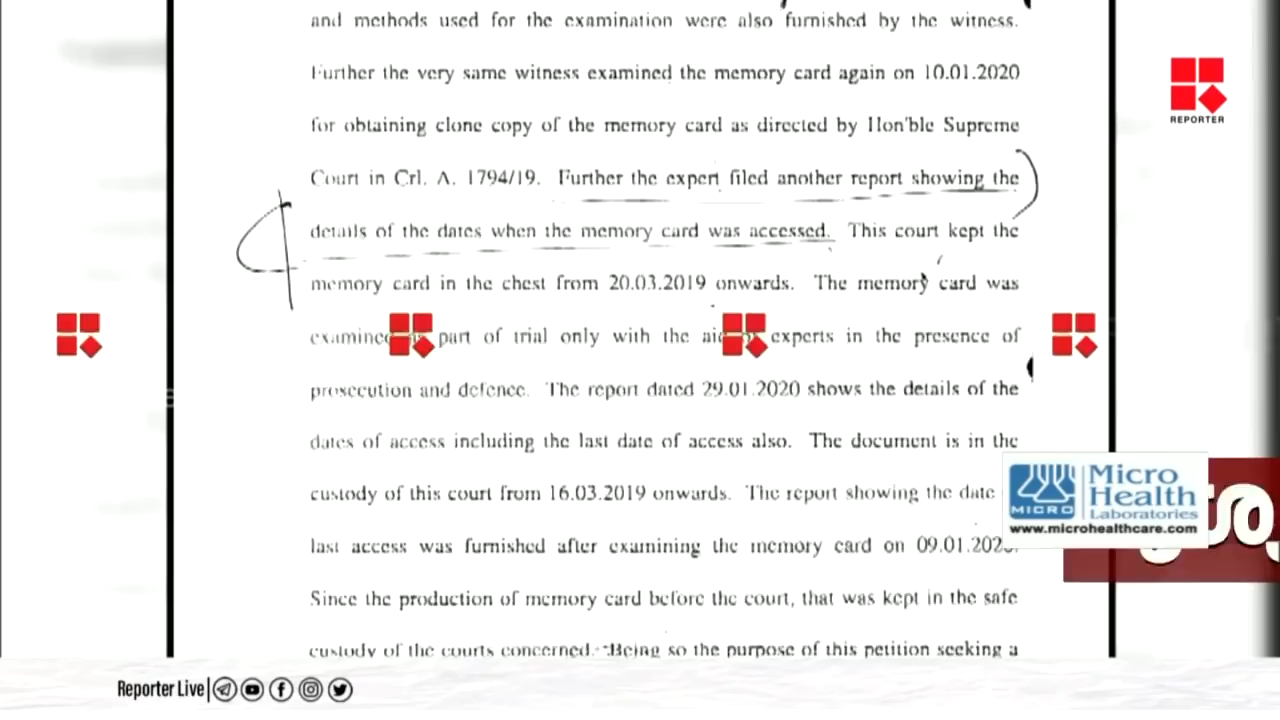 and methods used for the examination were also furnished by the witness.
Further the very same witness examined the memory card again on 10.01.2020
for obtaining clone copy of the memory card as directed by Hon'ble Supreme
Court in Crl. A. 1794/19. Further the expert filed another report showing the
details of the dates when the memory card was accessed. This court kept the
memory card in the chest from 20.03.2019 onwards. The memory card was
part of trial only with the experts in the presence of
prosecution and defence. The report dated 29.01.2020 shows the details of the
dates of access including the last date of access also. The document is in the
custody of this court from 16.03.2019 onwards. The report showing the date
last access was furnished after examining the memory card on
Since the production of memory card before the court, that was kept in the safe
custody of the courts concerned. Being so the purpose of this petition seeking a
REPORTER
MICRO
Micro
Health
Laboratories
www.microhealthcare.com
Reporter Live